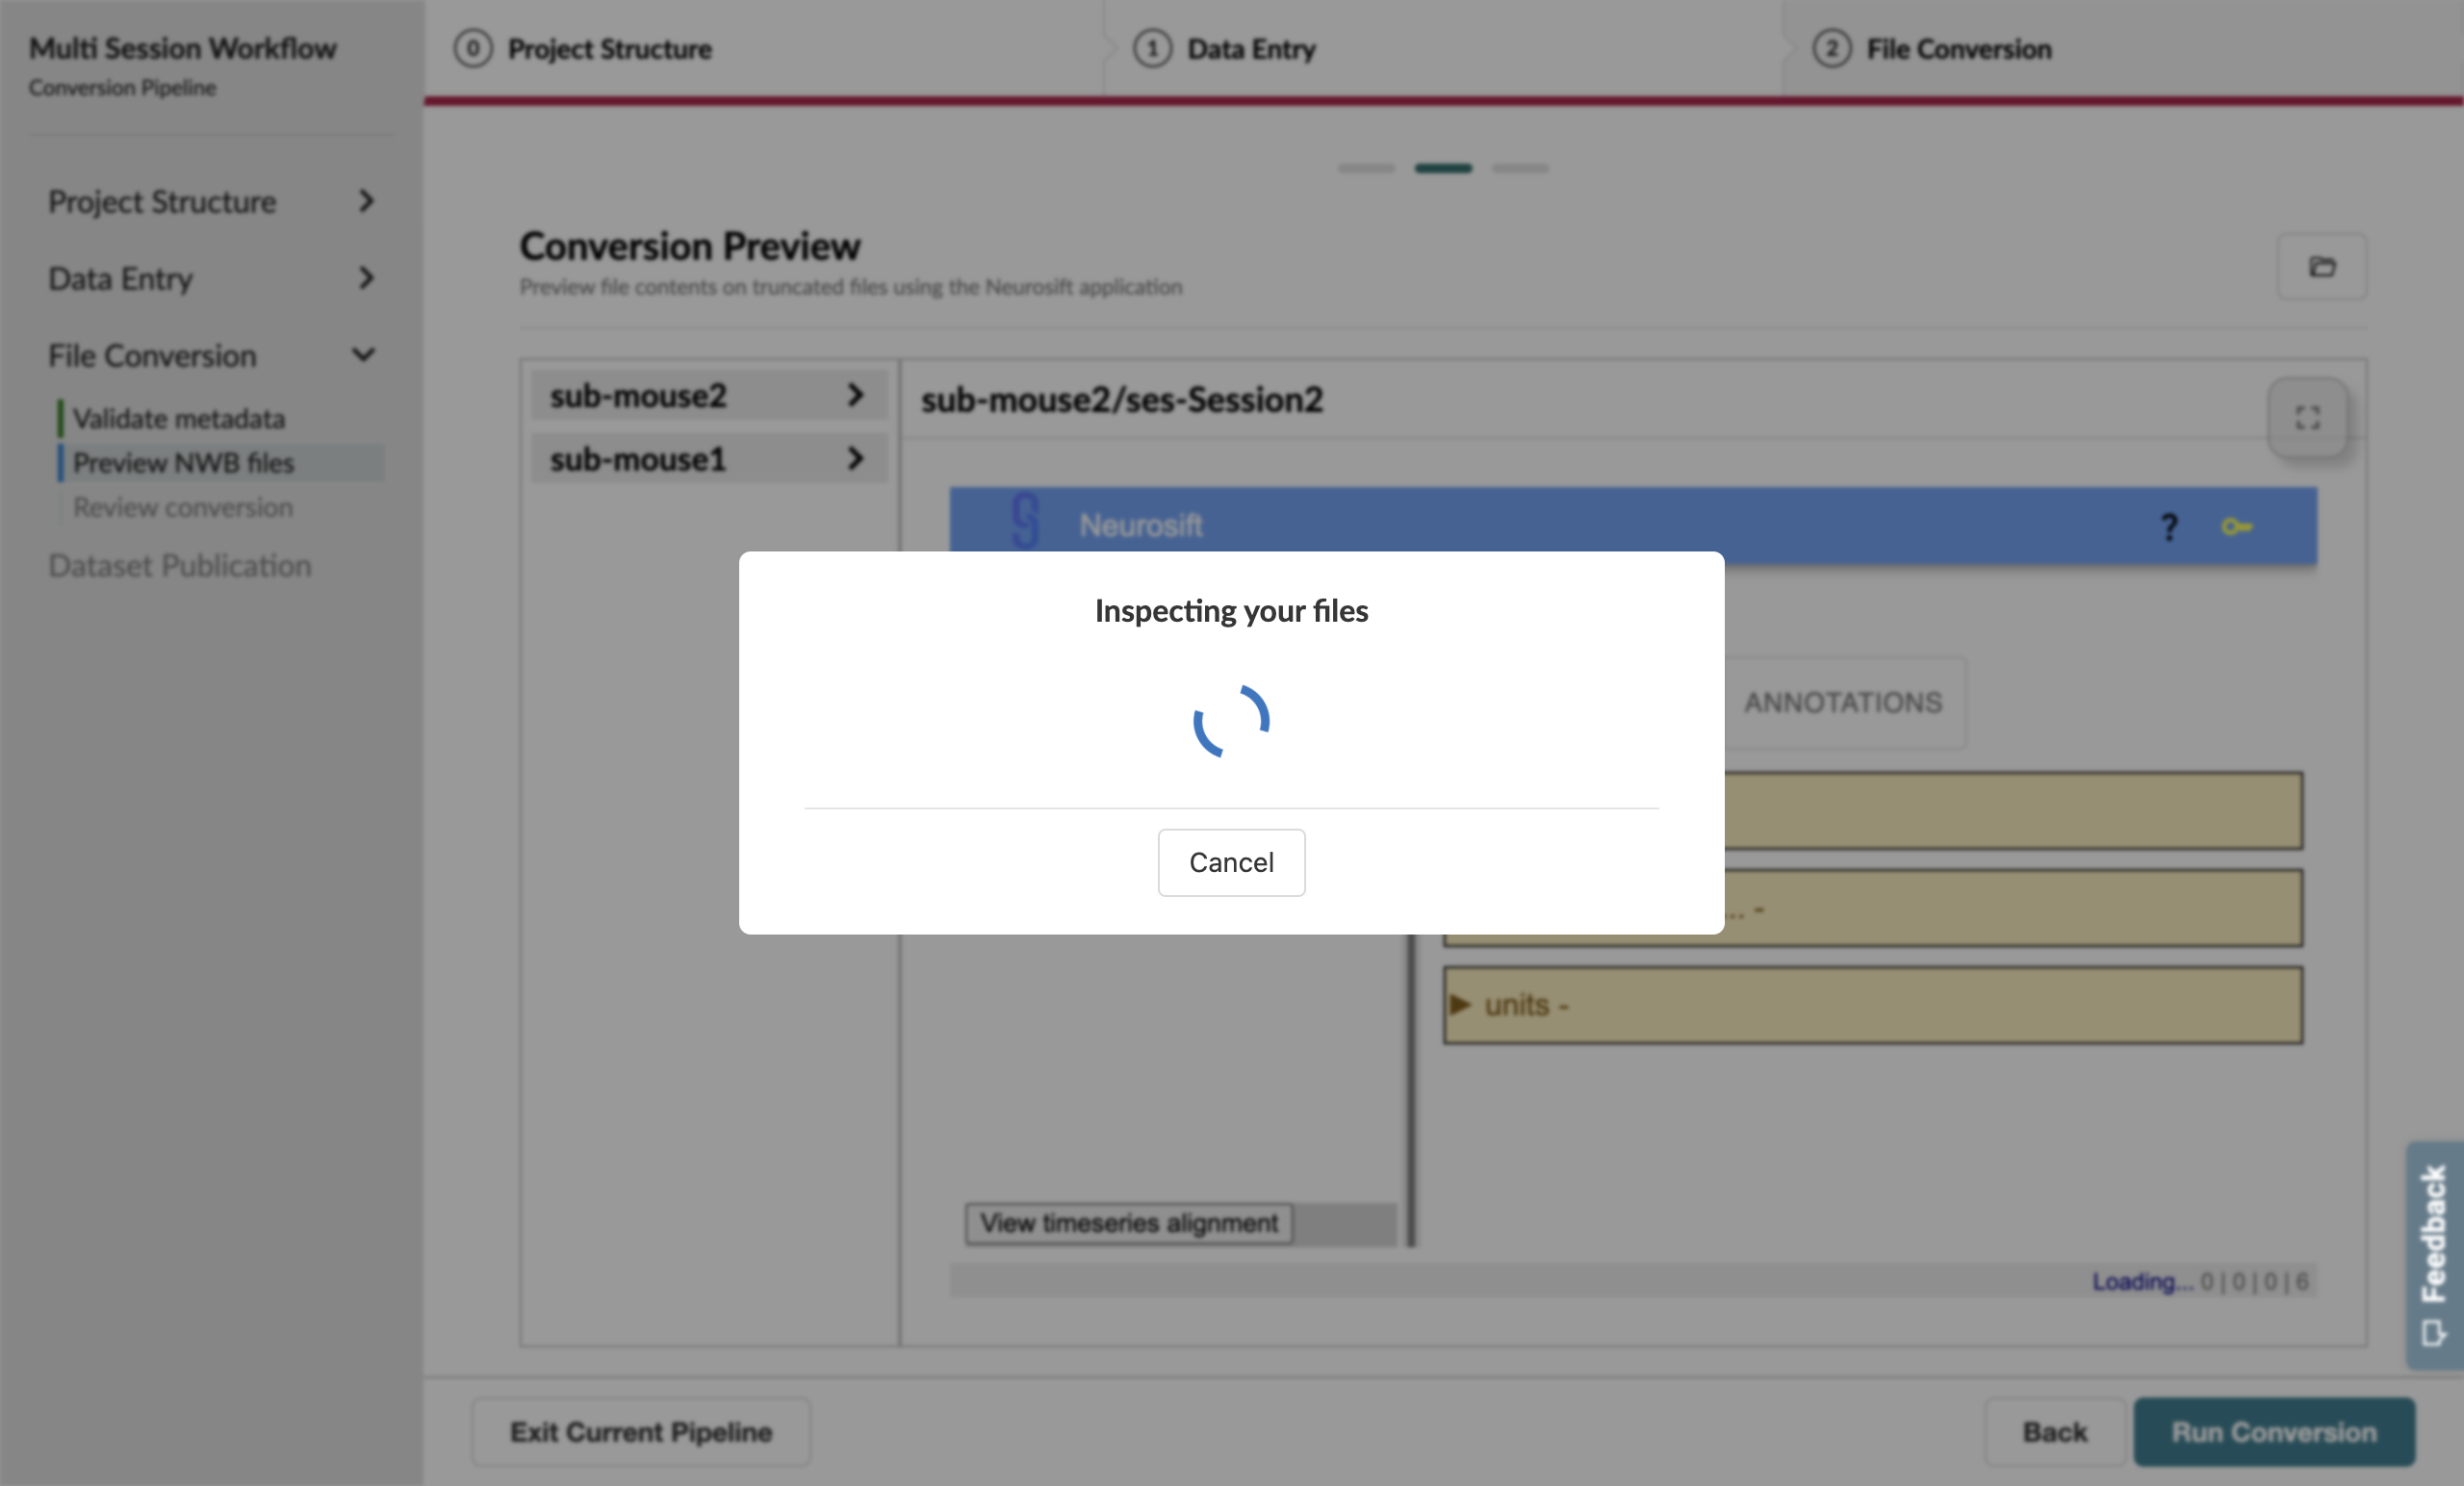 Multi Session Workflow
Conversion Pipeline
Project Structure
Data Entry
File Conversion
Validate metadata
Preview NWB files
Review conversion
Dataset Publication
0 Project Structure
1 Data Entry
2 File Conversion
Conversion Preview
Preview file contents on truncated files using the Neurosift application
sub-mouse2
sub-mouse1
sub-mouse2/ses-Session2
Neurosift ?
Inspecting your files
Cancel
ANNOTATIONS
... -
units -
View timeseries alignment
Loading... 0 | 0 | 0 | 6
Feedback
Exit Current Pipeline
Back
Run Conversion